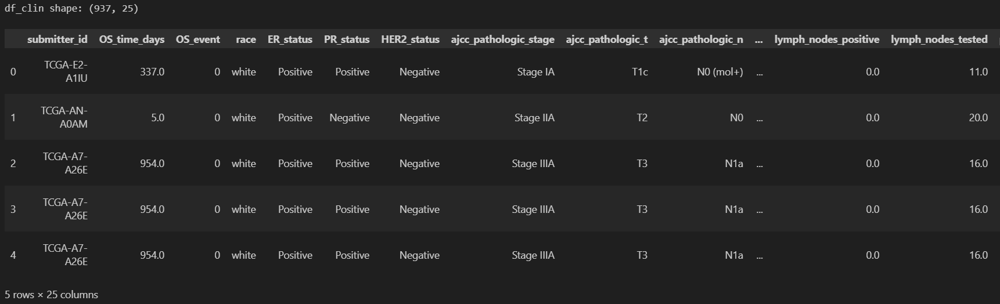 df_clin shape: (937, 25)
submitter_id OS_time_days OS_event race ER_status PR_status HER2_status ajcc_pathologic_stage ajcc_pathologic_t ajcc_pathologic_n ... lymph_nodes_positive lymph_nodes_tested
0 TCGA-E2-A1IU 337.0 0 white Positive Positive Negative Stage IA T1c N0 (mol+) ... 0.0 11.0
1 TCGA-AN-A0AM 5.0 0 white Positive Negative Negative Stage IIA T2 N0 ... 0.0 20.0
2 TCGA-A7-A26E 954.0 0 white Positive Positive Negative Stage IIIA T3 N1a ... 0.0 16.0
3 TCGA-A7-A26E 954.0 0 white Positive Positive Negative Stage IIIA T3 N1a ... 0.0 16.0
4 TCGA-A7-A26E 954.0 0 white Positive Positive Negative Stage IIIA T3 N1a ... 0.0 16.0
5 rows × 25 columns